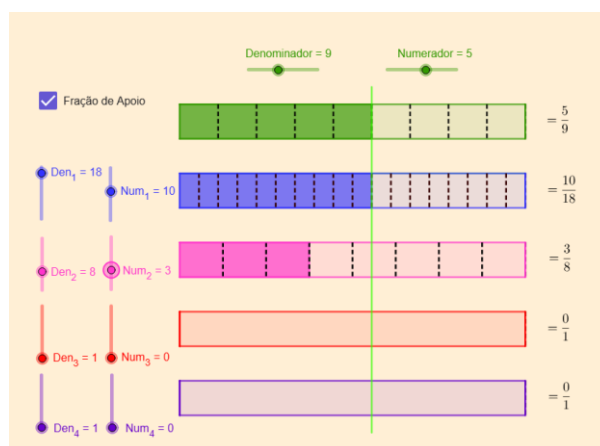 Denominador = 9
Numerador = 5
Fração de Apoio
= 5/9
Den₁ = 18
Num₁ = 10
= 10/18
Den₂ = 8
Num₂ = 3
= 3/8
Den₃ = 1
Num₃ = 0
= 0/1
Den₄ = 1
Num₄ = 0
= 0/1